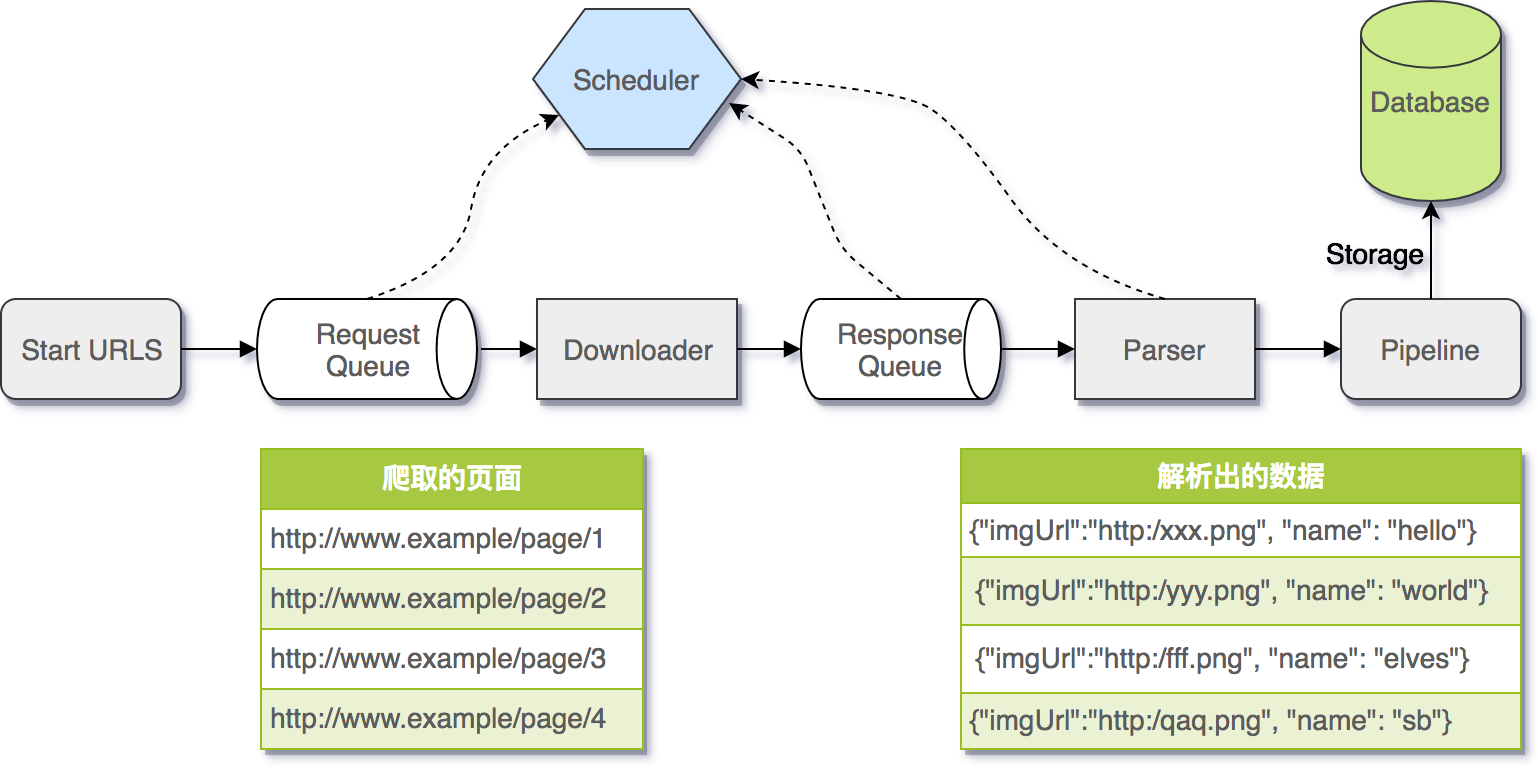 Scheduler
Database
Storage
Start URLS
Request
Queue
Downloader
Response
Queue
Parser
Pipeline
爬取的页面
http://www.example/page/1
http://www.example/page/2
http://www.example/page/3
http://www.example/page/4
解析出的数据
{"imgUrl":"http:/xxx.png", "name": "hello"}
{"imgUrl":"http:/yyy.png", "name": "world"}
{"imgUrl":"http:/fff.png", "name": "elves"}
{"imgUrl":"http:/qaq.png", "name": "sb"}